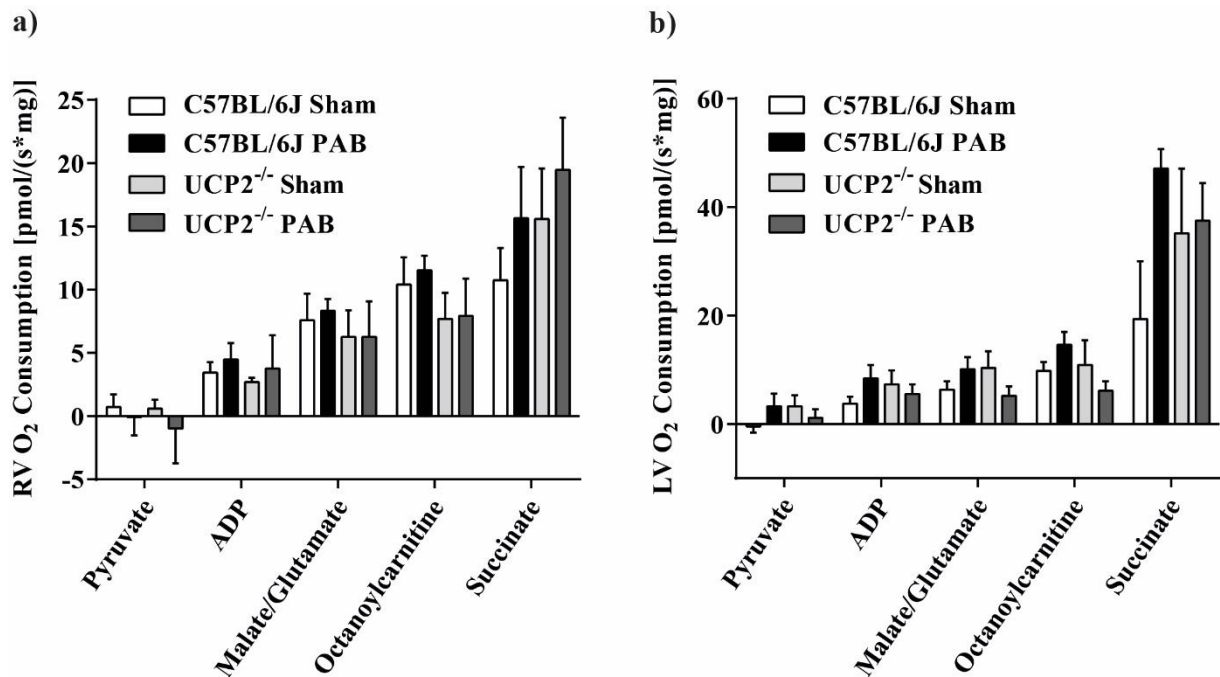 a)
RV O2 Consumption [pmol/(s*mg)]
25
20
15
10
5
0
-5
C57BL/6J Sham
C57BL/6J PAB
UCP2-/- Sham
UCP2-/- PAB
Pyruvate
ADP
Malate/Glutamate
Octanoylcarnitine
Succinate
b)
LV O2 Consumption [pmol/(s*mg)]
60
40
20
0
C57BL/6J Sham
C57BL/6J PAB
UCP2-/- Sham
UCP2-/- PAB
Pyruvate
ADP
Malate/Glutamate
Octanoylcarnitine
Succinate